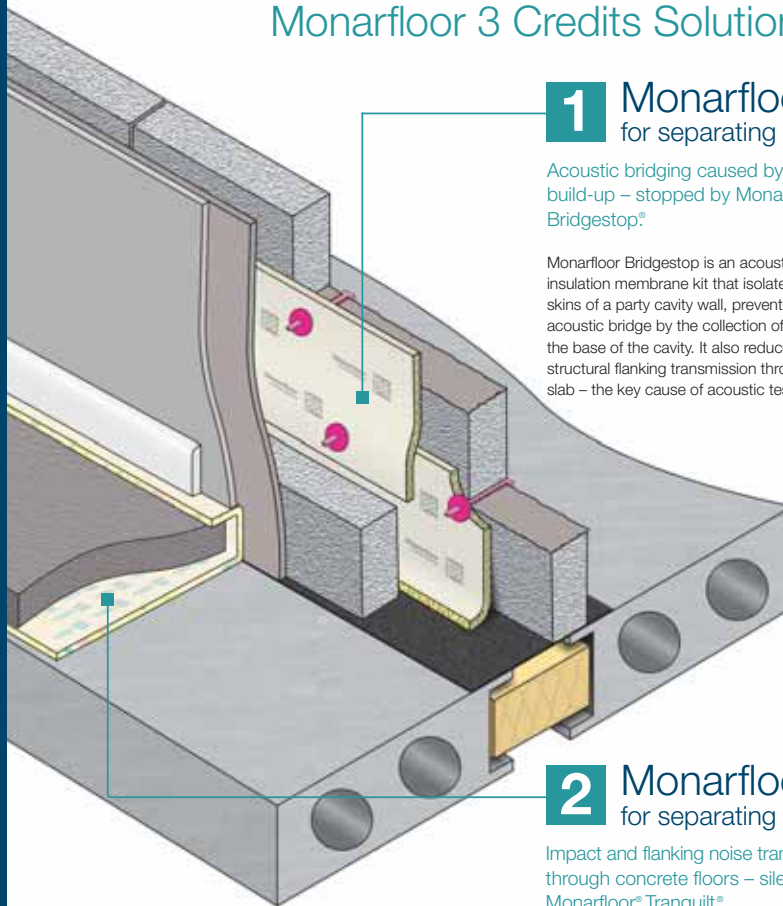 Monarfloor 3 Credits Solution
1
Monarfloo
for separating
Acoustic bridging caused by
build-up – stopped by Mona
Bridgestop®
Monarfloor Bridgestop is an acoust
insulation membrane kit that isolate
skins of a party cavity wall, prevent
acoustic bridge by the collection of
the base of the cavity. It also reduc
structural flanking transmission thro
slab – the key cause of acoustic tes
2
Monarfloo
for separating
Impact and flanking noise tran
through concrete floors – sile
Monarfloor® Tranquilt®